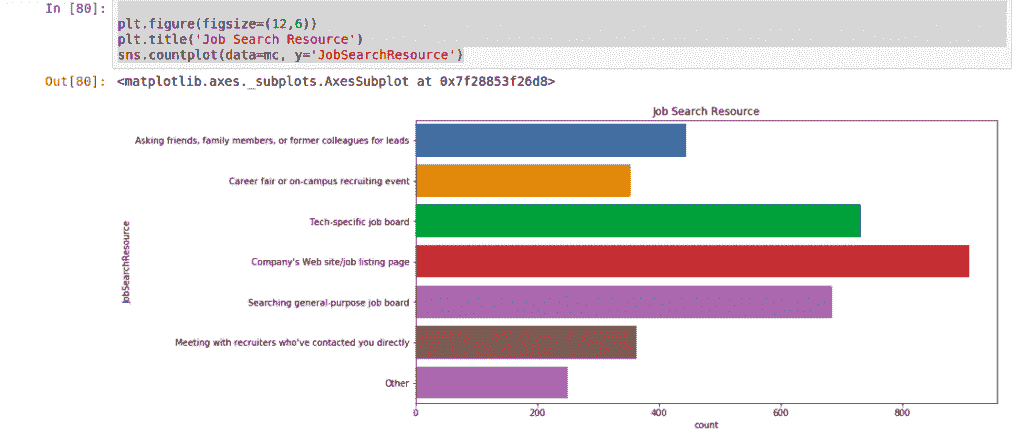 In [80]:
plt.figure(figsize=(12,6))
plt.title('Job Search Resource')
sns.countplot(data=mc, y='JobSearchResource')
Out[80]: <matplotlib.axes._subplots.AxesSubplot at 0x7f28853f26d8>
Job Search Resource
Asking friends, family members, or former colleagues for leads
Career fair or on-campus recruiting event
Tech-specific job board
Company's Web site/job listing page
Searching general-purpose job board
Meeting with recruiters who've contacted you directly
Other
JobSearchResource
0 200 400 600 800
count